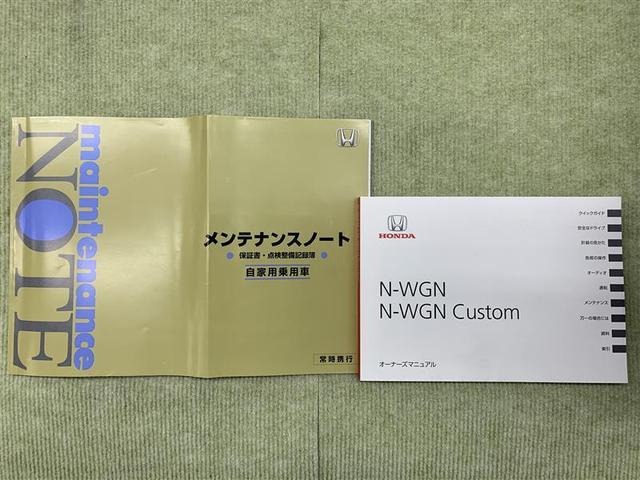 maintenance
NOTE
メンテナンスノート
保証書・点検整備記録簿
自家用乗用車
常時携行
HONDA
N-WGN
N-WGN Custom
オーナーズマニュアル
クイックガイド
安全なドライブ
計器の見かた
各部の操作
オーディオ
運転
メンテナンス
万一の場合には
資料
索引